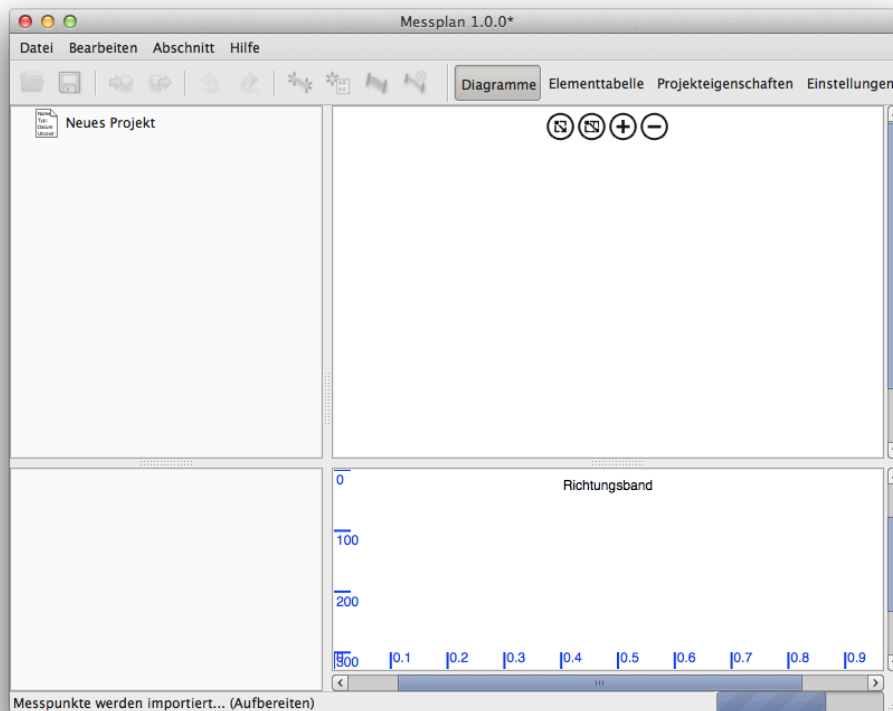 Messplan 1.0.0*
Datei Bearbeiten Abschnitt Hilfe
Diagramme Elementtabelle Projekteigenschaften Einstellungen
Neues Projekt
Richtungsband
0
100
200
300
0 0.1 0.2 0.3 0.4 0.5 0.6 0.7 0.8 0.9
Messpunkte werden importiert... (Aufbereiten)